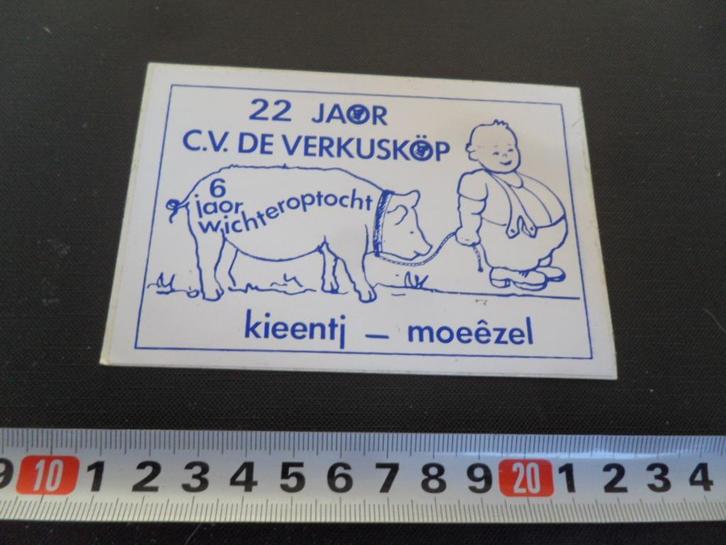 22 JAOR
C.V. DE VERKUSKÖP
6
jaor
wichteroptocht
kieentj - moeêzel
9 10 1 2 3 4 5 6 7 8 9 20 1 2 3 4